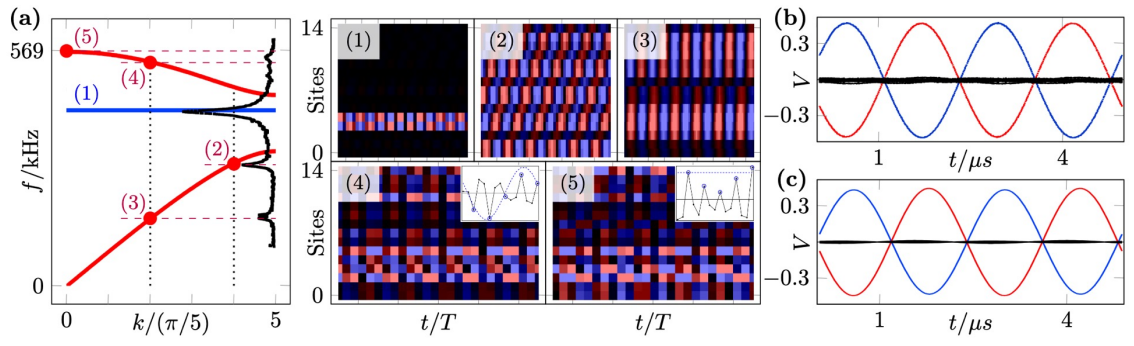 (a)
569
f/kHz
0
(5)
(4)
(1)
(2)
(3)
0
k/(π/5)
5
14
Sites
0
(1)
(2)
(3)
14
Sites
0
(4)
(5)
t/T
t/T
(b)
0.3
V
−0.3
1
t/μs
4
(c)
0.3
V
−0.3
1
t/μs
4